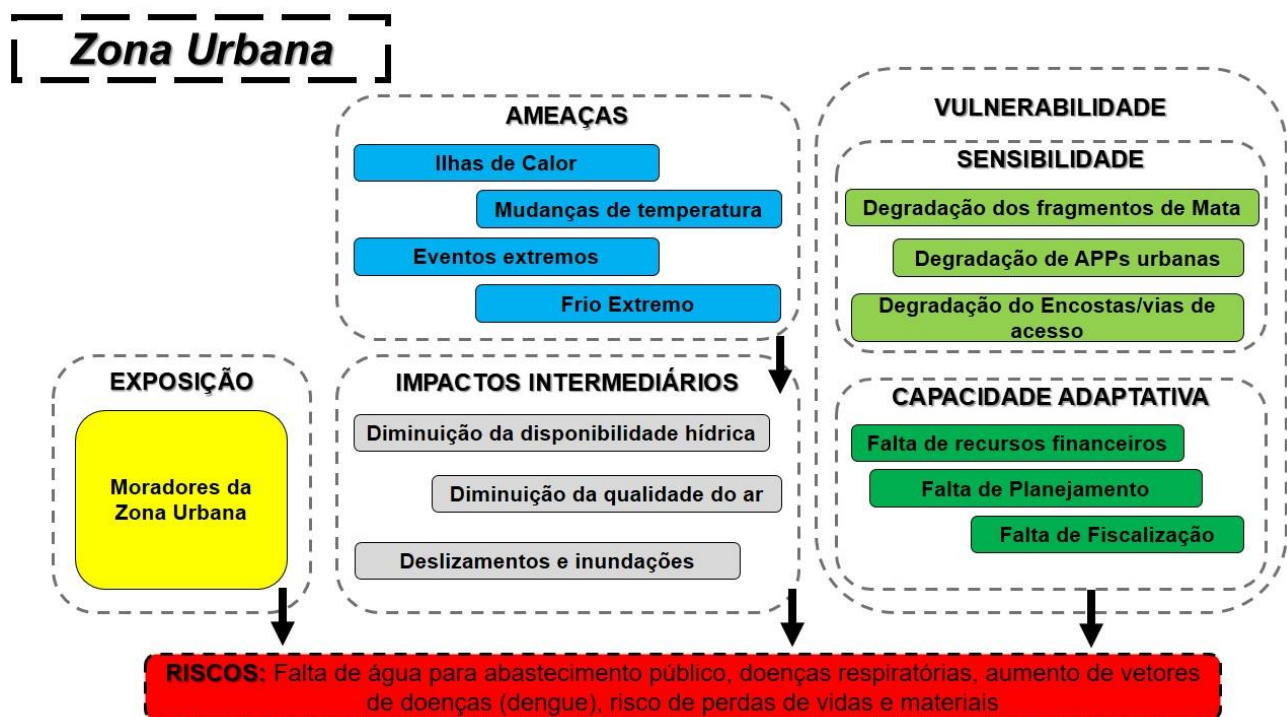 Zona Urbana
AMEAÇAS
Ilhas de Calor
Mudanças de temperatura
Eventos extremos
Frio Extremo
VULNERABILIDADE
SENSIBILIDADE
Degradação dos fragmentos de Mata
Degradação de APPs urbanas
Degradação do Encostas/vias de
acesso
EXPOSIÇÃO
Moradores da
Zona Urbana
IMPACTOS INTERMEDIÁRIOS
Diminuição da disponibilidade hídrica
Diminuição da qualidade do ar
Deslizamentos e inundações
CAPACIDADE ADAPTATIVA
Falta de recursos financeiros
Falta de Planejamento
Falta de Fiscalização
RISCOS: Falta de água para abastecimento público, doenças respiratórias, aumento de vetores
de doenças (dengue), risco de perdas de vidas e materiais